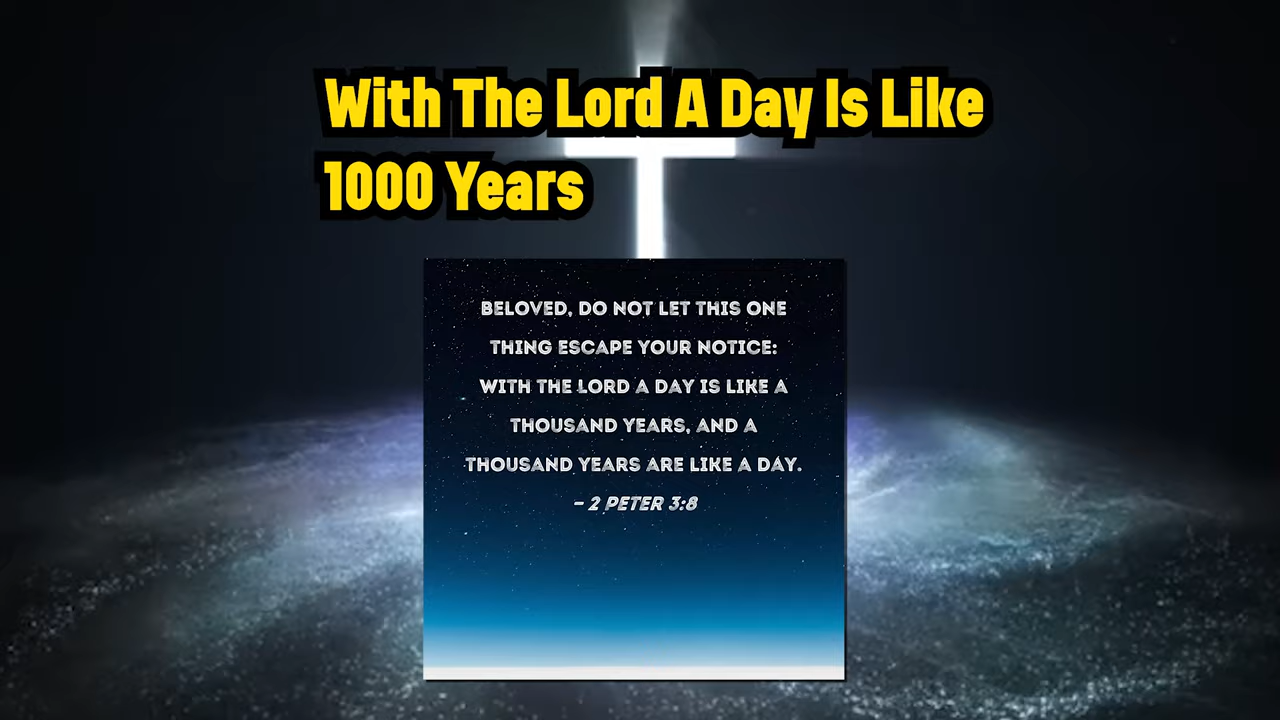 With The Lord A Day Is Like
1000 Years
BELOVED, DO NOT LET THIS ONE
THING ESCAPE YOUR NOTICE:
WITH THE LORD A DAY IS LIKE A
THOUSAND YEARS, AND A
THOUSAND YEARS ARE LIKE A DAY.
– 2 PETER 3:8